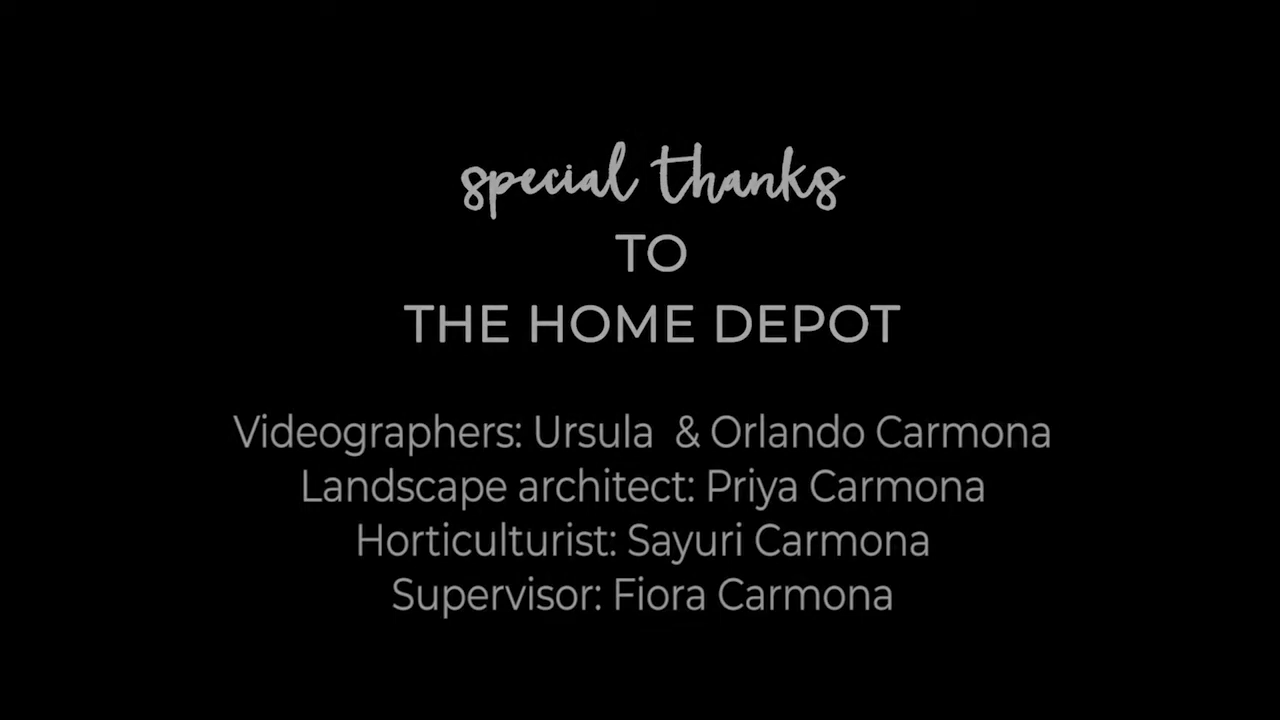 special thanks
TO
THE HOME DEPOT
Videographers: Ursula & Orlando Carmona
Landscape architect: Priya Carmona
Horticulturist: Sayuri Carmona
Supervisor: Fiora Carmona